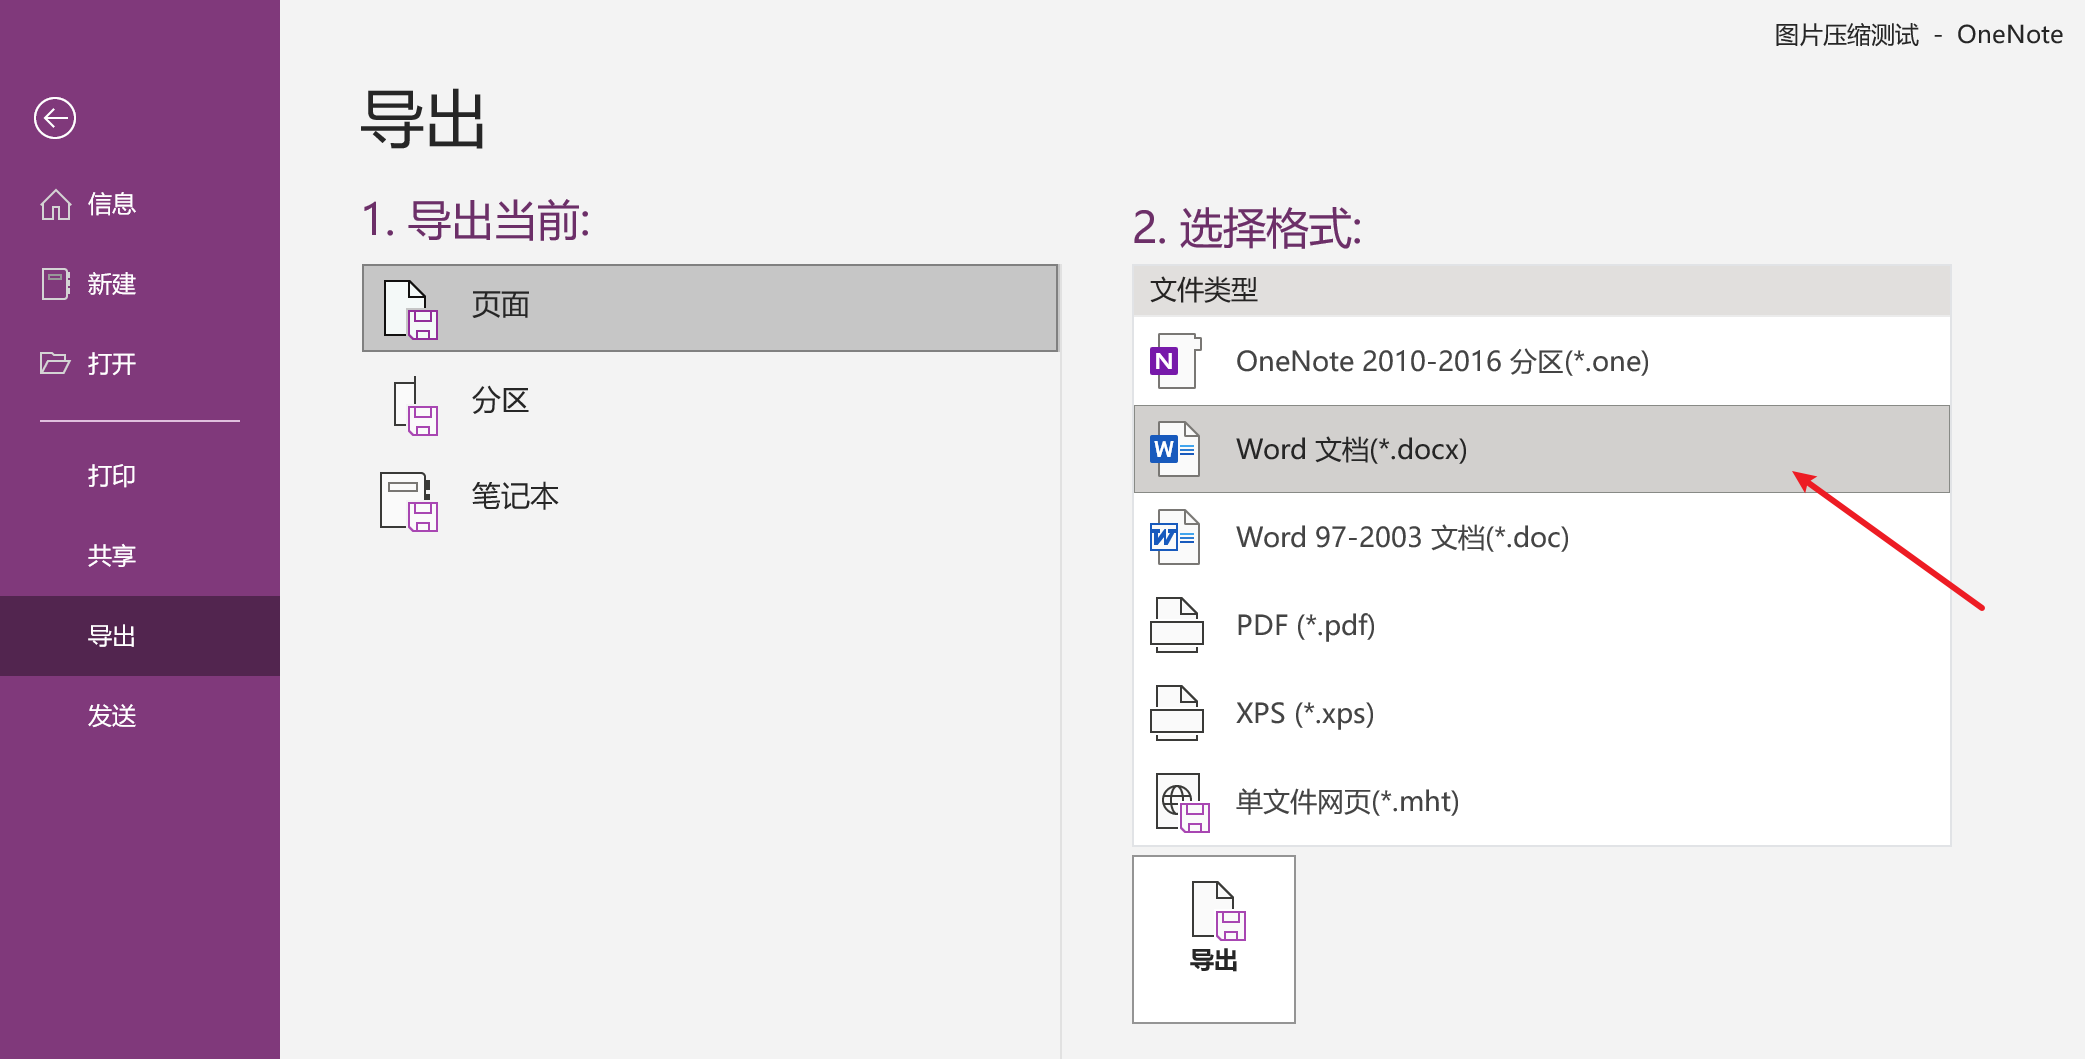 图片压缩测试 - OneNote
信息
新建
打开
打印
共享
导出
发送
导出
1. 导出当前:
页面
分区
笔记本
2. 选择格式:
文件类型
OneNote 2010-2016 分区(*.one)
Word 文档(*.docx)
Word 97-2003 文档(*.doc)
PDF (*.pdf)
XPS (*.xps)
单文件网页(*.mht)
导出